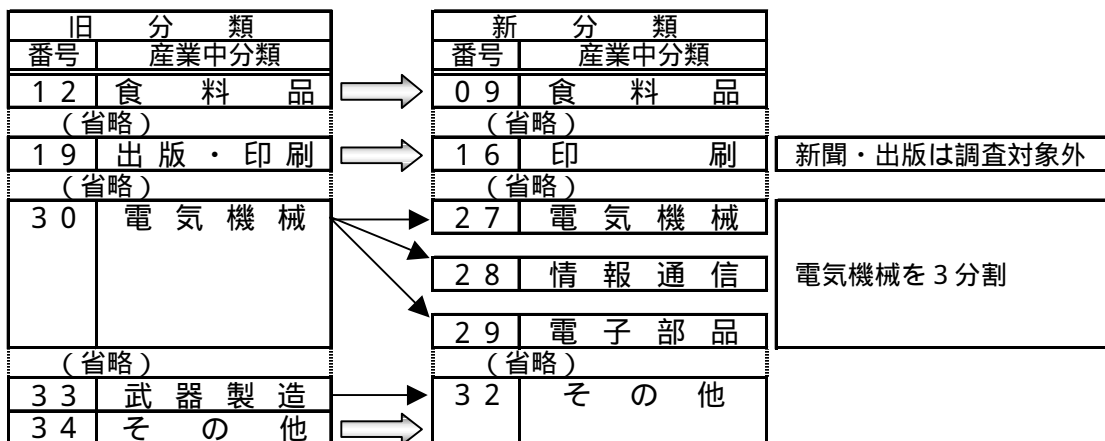 旧分類 新分類
番号 産業中分類 番号 産業中分類
12 食料品 09 食料品
(省略) (省略)
19 出版・印刷 16 印刷 新聞・出版は調査対象外
(省略) (省略)
30 電気機械 27 電気機械
28 情報通信 電気機械を3分割
29 電子部品
(省略) (省略)
33 武器製造 32 その他
34 その他